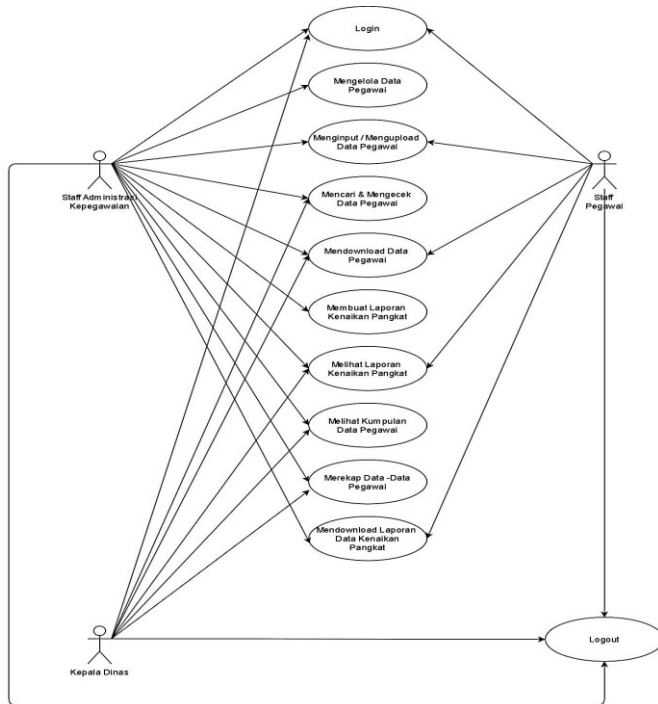 Login
Mengelola Data
Pegawai
Menginput / Mengupload
Data Pegawai
Staff Administrasi
Kepegawaian
Mencari & Mengecek
Data Pegawai
Staff
Pegawai
Mendownload Data
Pegawai
Membuat Laporan
Kenaikan Pangkat
Melihat Laporan
Kenaikan Pangkat
Melihat Kumpulan
Data Pegawai
Merekap Data -Data
Pegawai
Mendownload Laporan
Data Kenaikan
Pangkat
Logout
Kepala Dinas